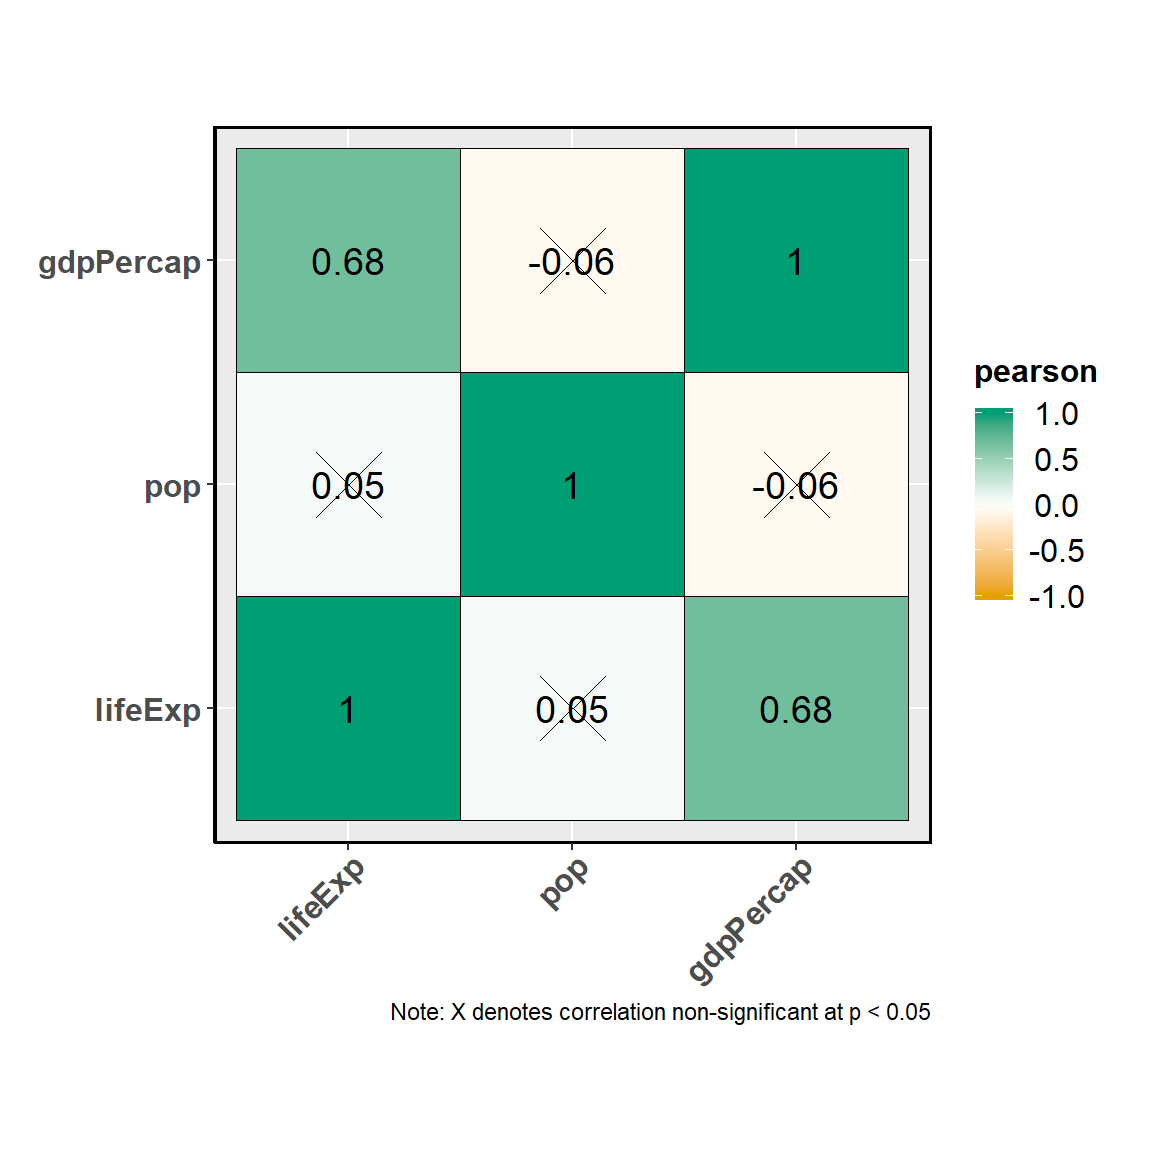 gdpPercap 0.68 -0.06 1
pearson
1.0
0.5
0.0
-0.5
-1.0
pop 0.05 1 -0.06
lifeExp 1 0.05 0.68
lifeExp pop gdpPercap
Note: X denotes correlation non-significant at p < 0.05